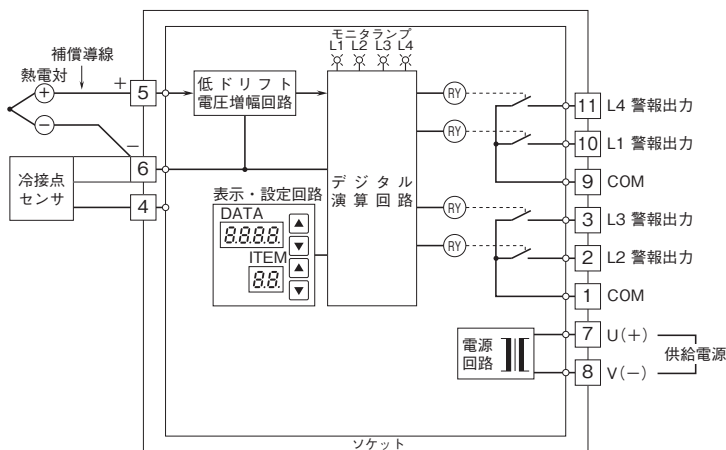 モニタランプ
L1 L2 L3 L4
補償導線
熱電対
+
+
−
−
5
6
4
冷接点
センサ
低ドリフト
電圧増幅回路
表示・設定回路
DATA
8.8.8.8.
ITEM
8.8.
▲
▼
▲
▼
デジタル
演算回路
RY
RY
RY
RY
11 L4 警報出力
10 L1 警報出力
9 COM
3 L3 警報出力
2 L2 警報出力
1 COM
電源
回路
7 U(+)
8 V(−)
供給電源
ソケット